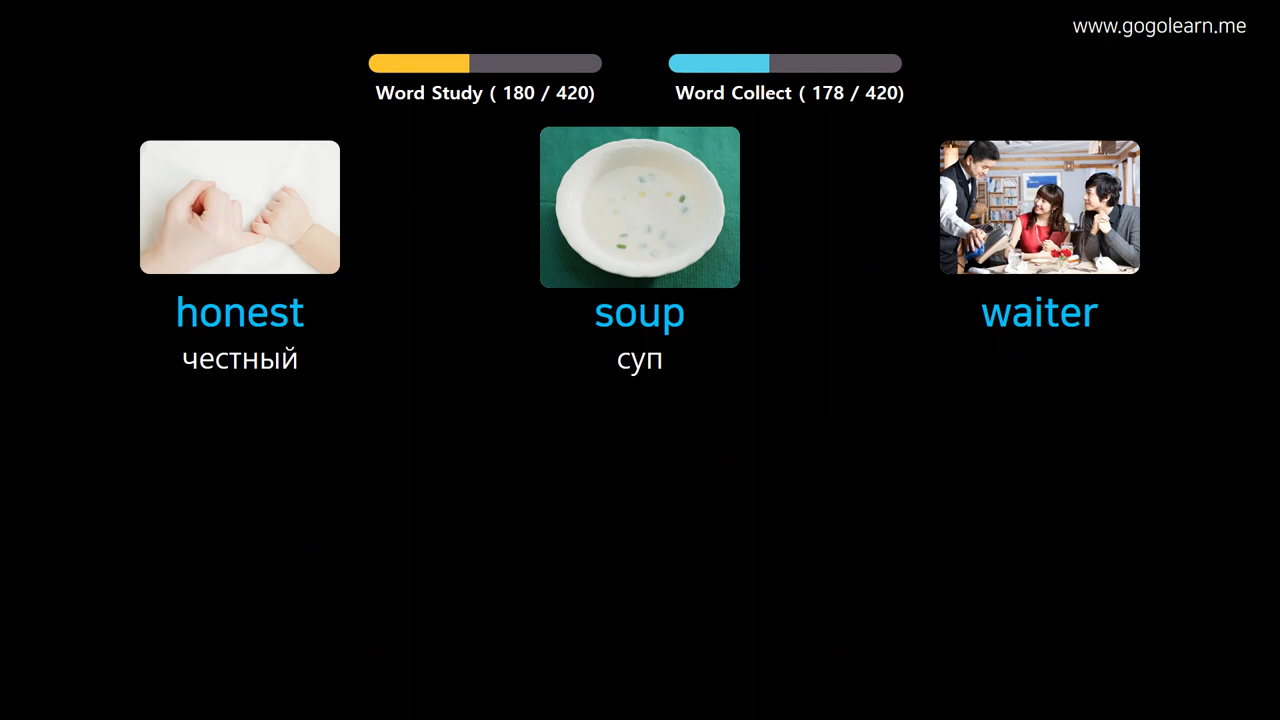 www.gogolearn.me
Word Study ( 180 / 420)
Word Collect ( 178 / 420)
honest
soup
waiter
честный
суп